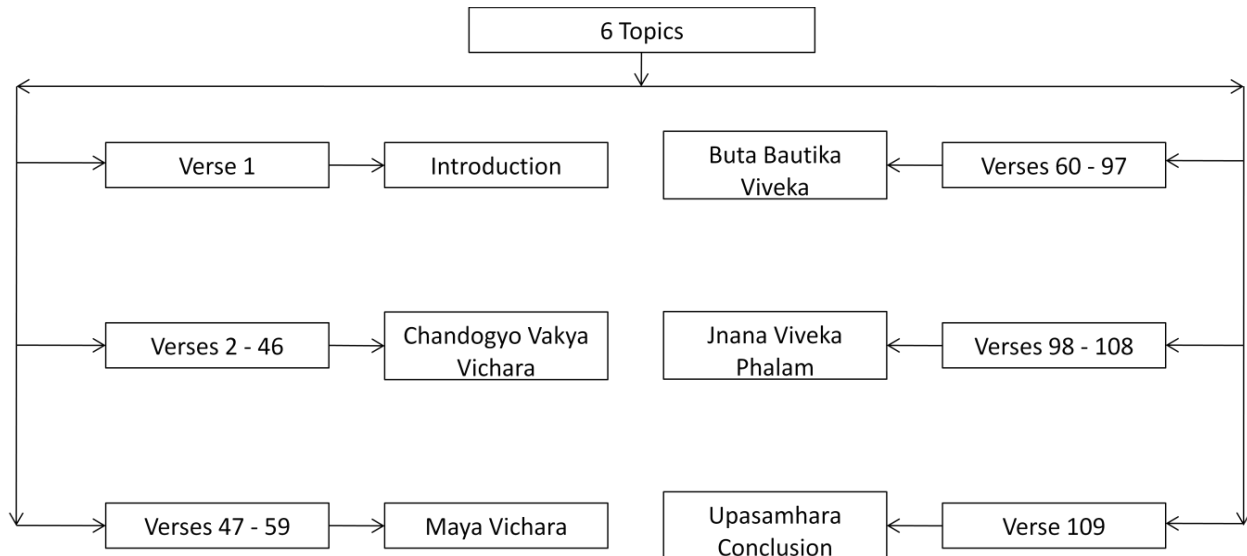 6 Topics
Verse 1
Introduction
Buta Bautika
Viveka
Verses 60 - 97
Verses 2 - 46
Chandogyo Vakya
Vichara
Jnana Viveka
Phalam
Verses 98 - 108
Verses 47 - 59
Maya Vichara
Upasamhara
Conclusion
Verse 109